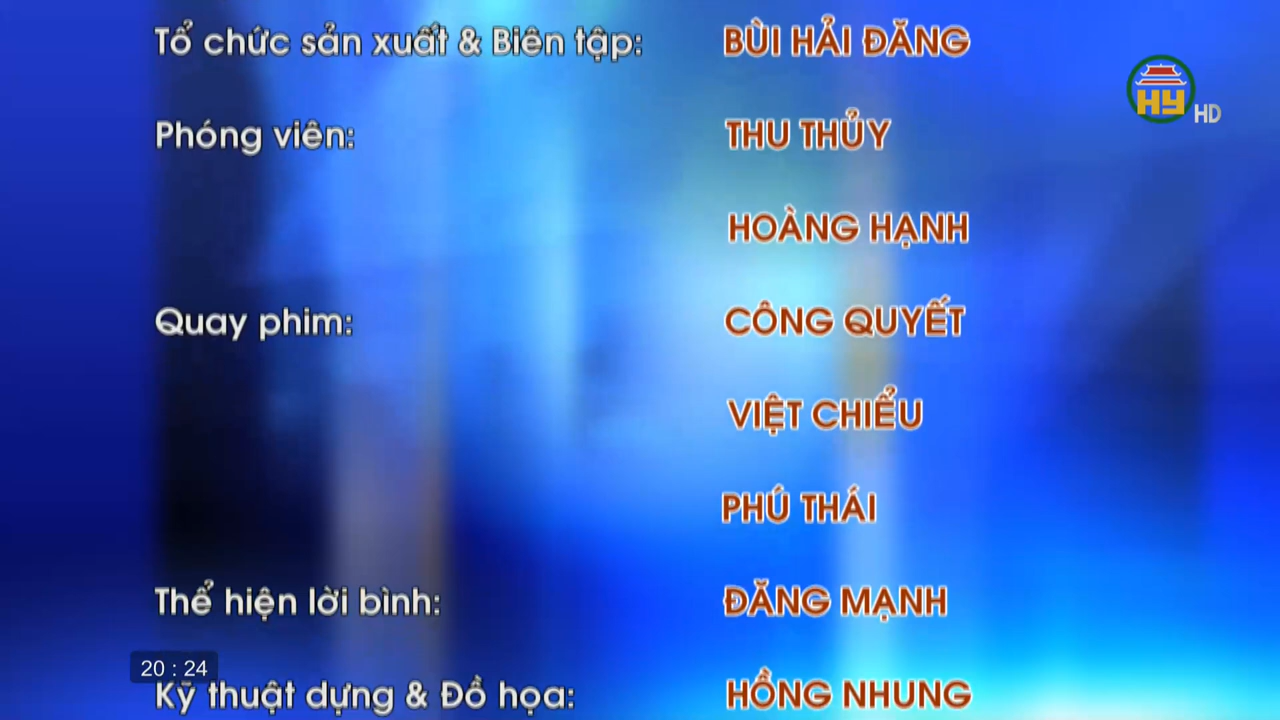 Tổ chức sản xuất & Biên tập: BÙI HẢI ĐĂNG
HY HD
Phóng viên: THU THỦY
HOÀNG HẠNH
Quay phim: CÔNG QUYẾT
VIỆT CHIỂU
PHÚ THÁI
Thể hiện lời bình: ĐĂNG MẠNH
20 : 24
Kỹ thuật dựng & Đồ họa: HỒNG NHUNG